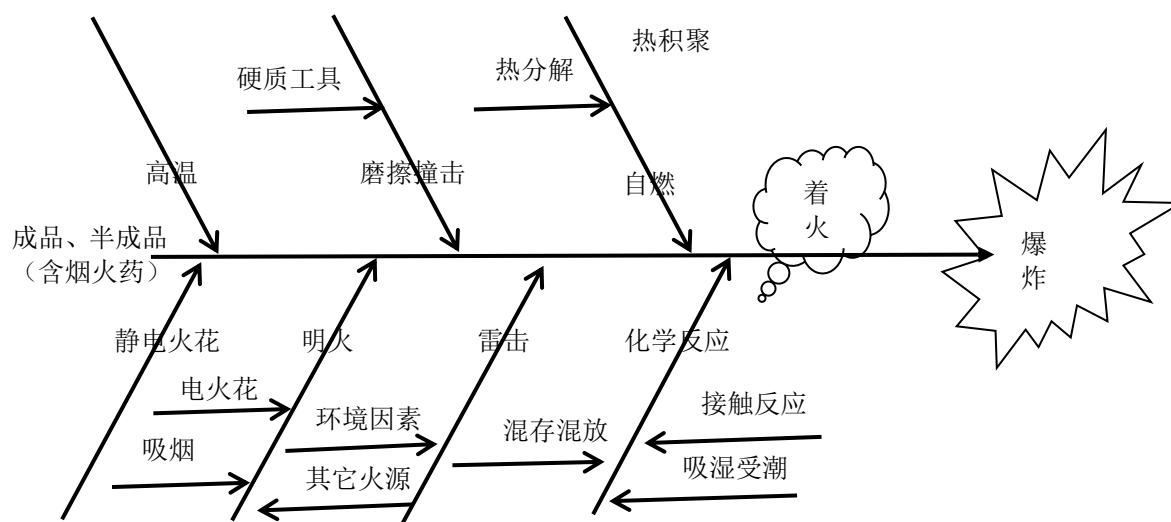 热积聚
硬质工具
热分解
高温
磨擦撞击
自燃
着
火
成品、半成品
（含烟火药）
爆
炸
静电火花
明火
雷击
化学反应
电火花
环境因素
接触反应
吸烟
混存混放
其它火源
吸湿受潮